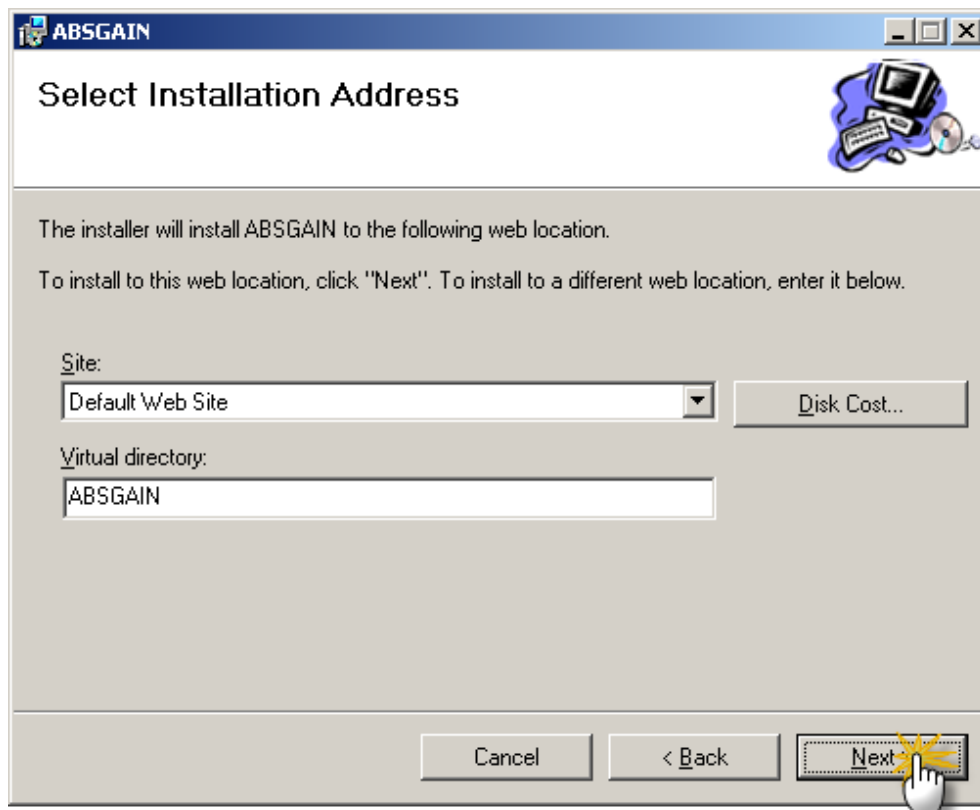 ABSGAIN
Select Installation Address
The installer will install ABSGAIN to the following web location.
To install to this web location, click "Next". To install to a different web location, enter it below.
Site:
Default Web Site
Disk Cost...
Virtual directory:
ABSGAIN
Cancel
< Back
Next